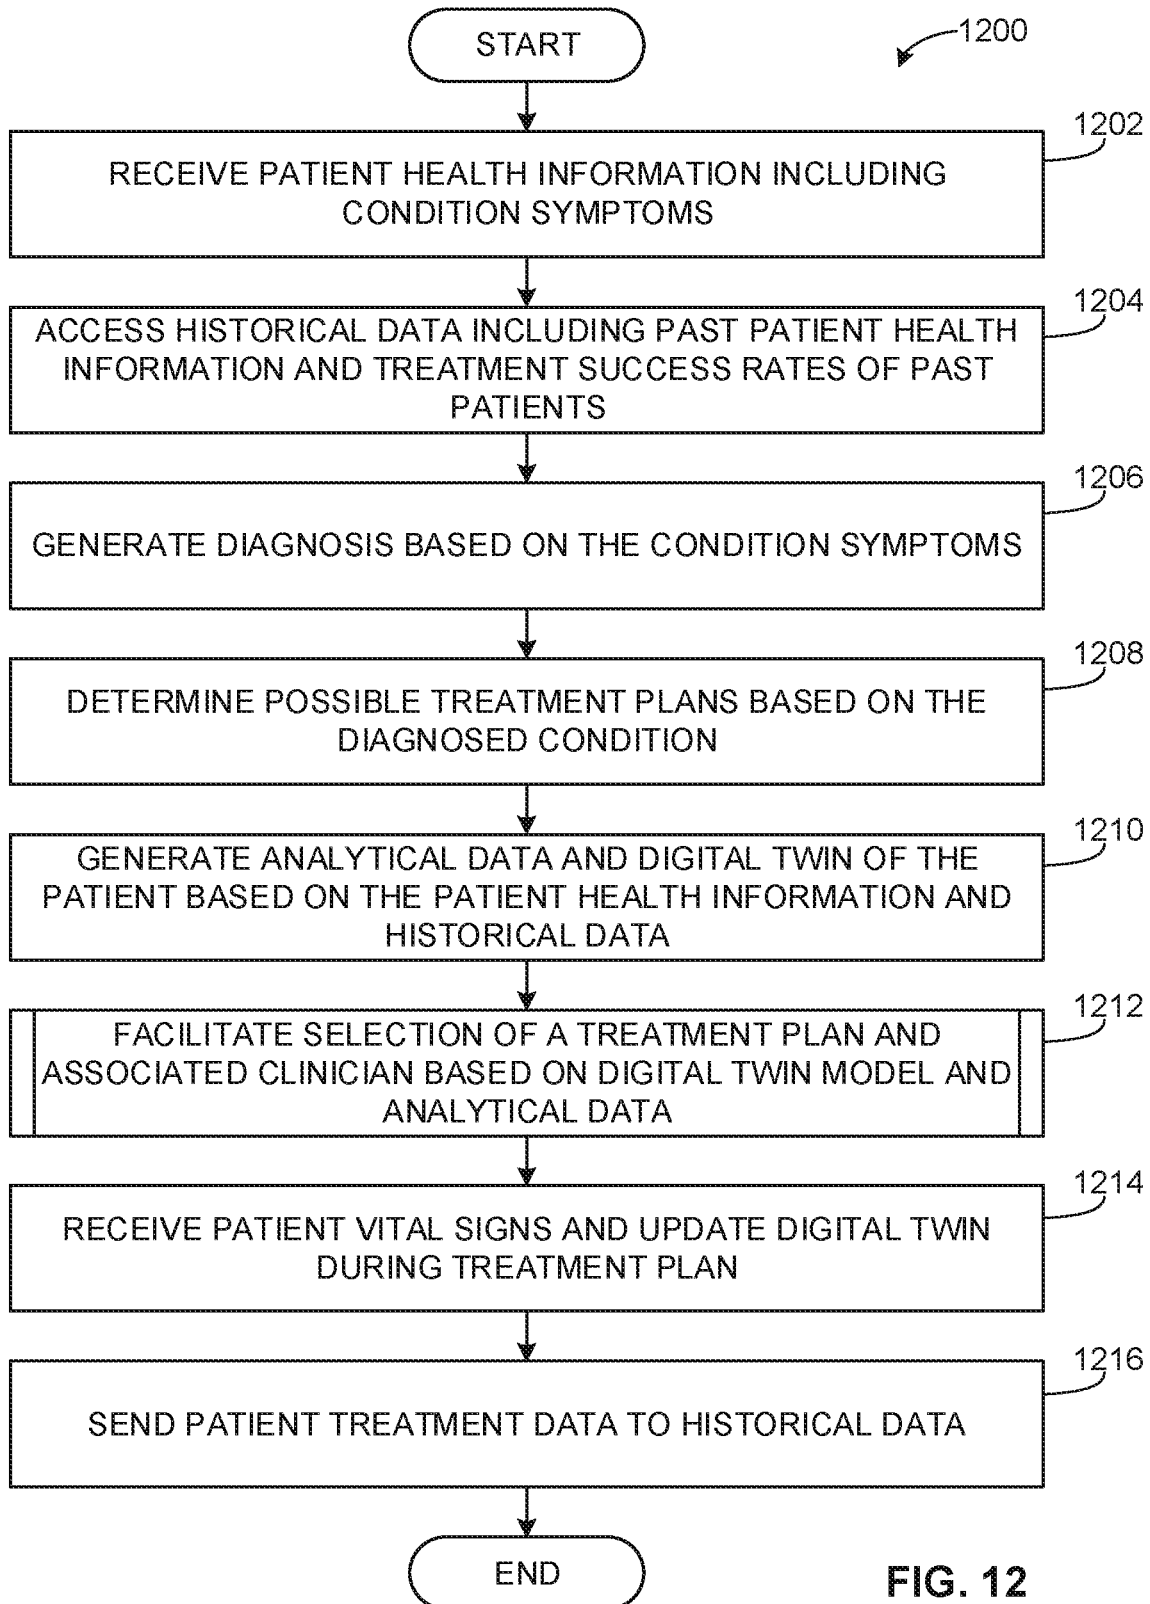 START
1200
1202
RECEIVE PATIENT HEALTH INFORMATION INCLUDING
CONDITION SYMPTOMS
1204
ACCESS HISTORICAL DATA INCLUDING PAST PATIENT HEALTH
INFORMATION AND TREATMENT SUCCESS RATES OF PAST
PATIENTS
1206
GENERATE DIAGNOSIS BASED ON THE CONDITION SYMPTOMS
1208
DETERMINE POSSIBLE TREATMENT PLANS BASED ON THE
DIAGNOSED CONDITION
1210
GENERATE ANALYTICAL DATA AND DIGITAL TWIN OF THE
PATIENT BASED ON THE PATIENT HEALTH INFORMATION AND
HISTORICAL DATA
1212
FACILITATE SELECTION OF A TREATMENT PLAN AND
ASSOCIATED CLINICIAN BASED ON DIGITAL TWIN MODEL AND
ANALYTICAL DATA
1214
RECEIVE PATIENT VITAL SIGNS AND UPDATE DIGITAL TWIN
DURING TREATMENT PLAN
1216
SEND PATIENT TREATMENT DATA TO HISTORICAL DATA
END
FIG. 12